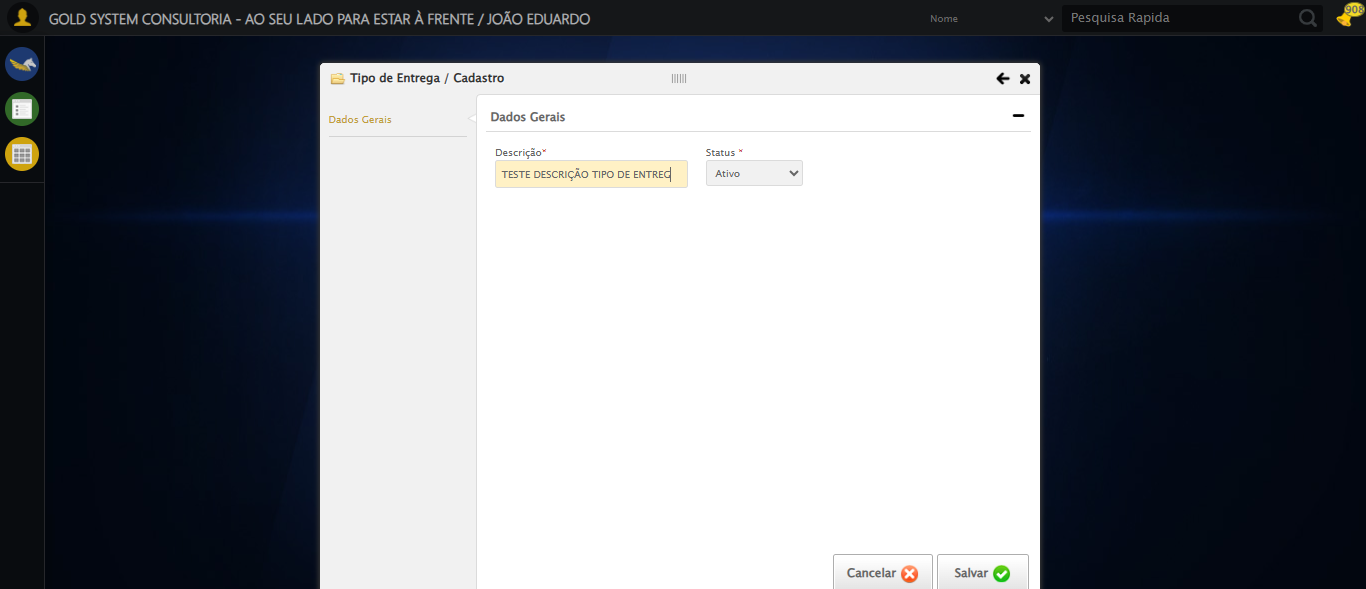 GOLD SYSTEM CONSULTORIA - AO SEU LADO PARA ESTAR À FRENTE / JOÃO EDUARDO
Nome
Pesquisa Rapida
908
Tipo de Entrega / Cadastro
Dados Gerais
Dados Gerais
Descrição*
Status *
TESTE DESCRIÇÃO TIPO DE ENTREG
Ativo
Cancelar
Salvar